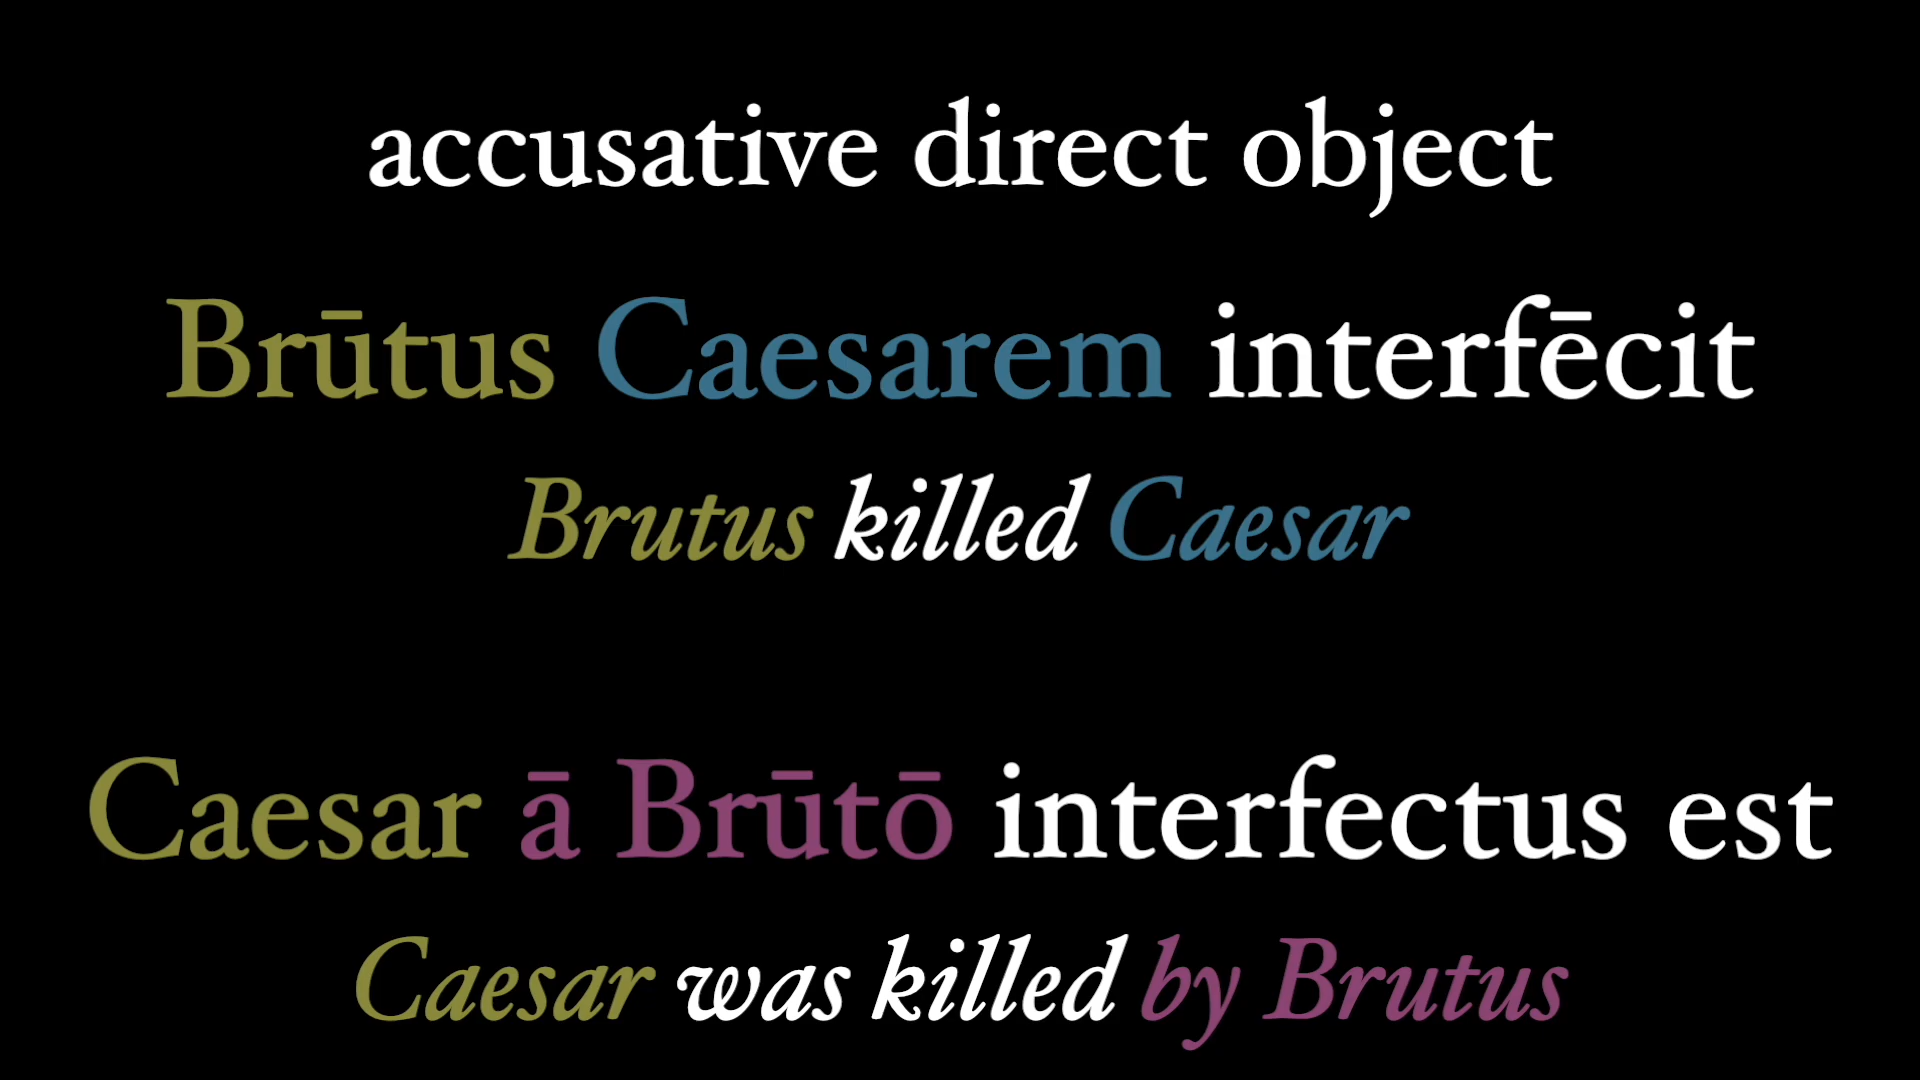 accusative direct object
Brūtus Caesarem interfēcit
Brutus killed Caesar
Caesar ā Brūtō interfectus est
Caesar was killed by Brutus